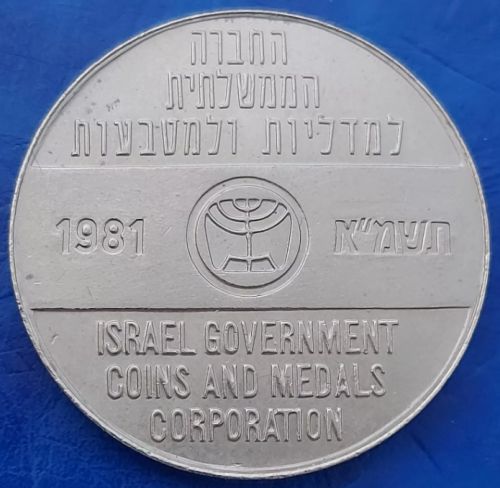 החברה
הממשלתית
למדליות ולמטבעות
1981 תשמ"א
ISRAEL GOVERNMENT
COINS AND MEDALS
CORPORATION